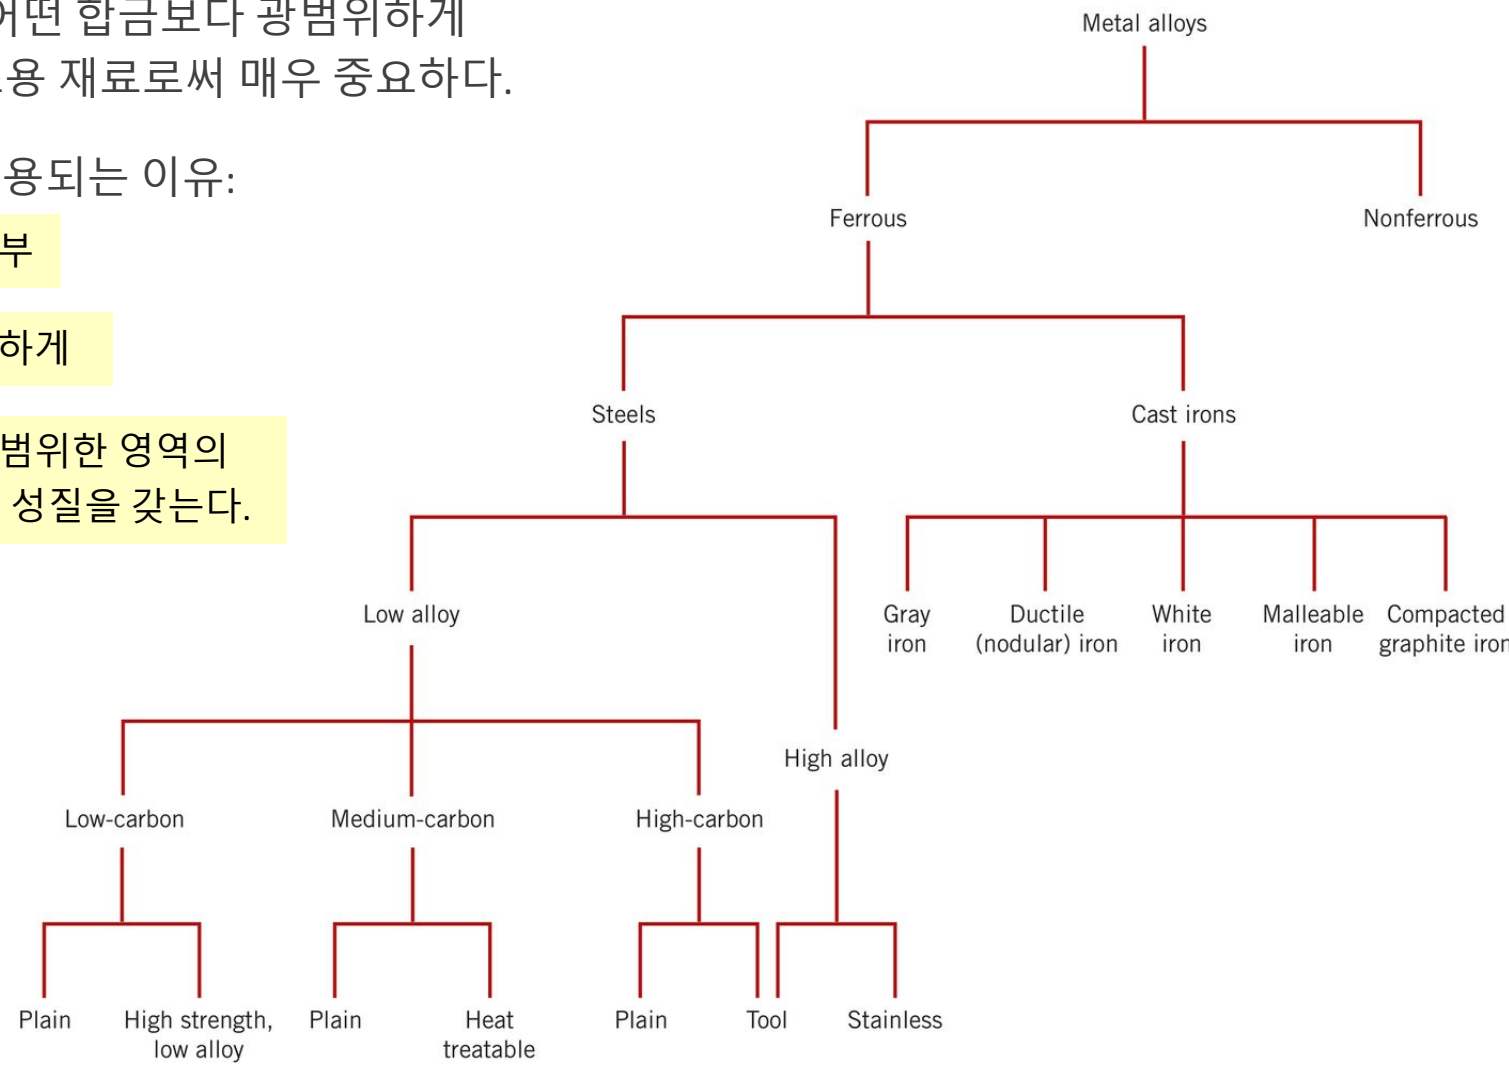 어떤 합금보다 광범위하게
용 재료로써 매우 중요하다.
용되는 이유:
부
하게
범위한 영역의
성질을 갖는다.
Metal alloys
Ferrous
Nonferrous
Steels
Cast irons
Low alloy
Gray
iron
Ductile
(nodular) iron
White
iron
Malleable
iron
Compacted
graphite iron
High alloy
Low-carbon
Medium-carbon
High-carbon
Plain
High strength,
low alloy
Plain
Heat
treatable
Plain
Tool
Stainless